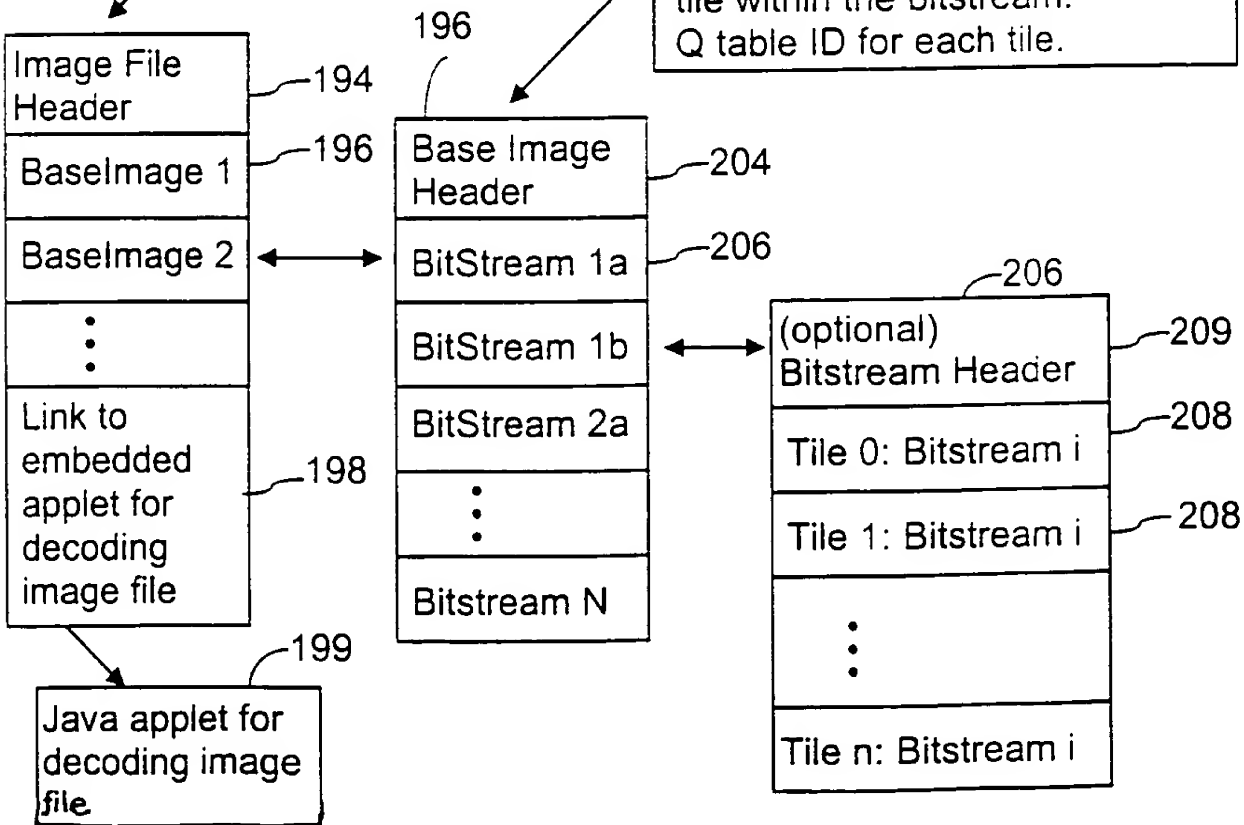 tile within the bitstream.
Q table ID for each tile.
196
Image File
Header
194
BaseImage 1
196
BaseImage 2
Link to
embedded
applet for
decoding
image file
198
199
Java applet for
decoding image
file
Base Image
Header
204
BitStream 1a
206
BitStream 1b
BitStream 2a
Bitstream N
206
(optional)
Bitstream Header
209
Tile 0: Bitstream i
208
Tile 1: Bitstream i
208
Tile n: Bitstream i